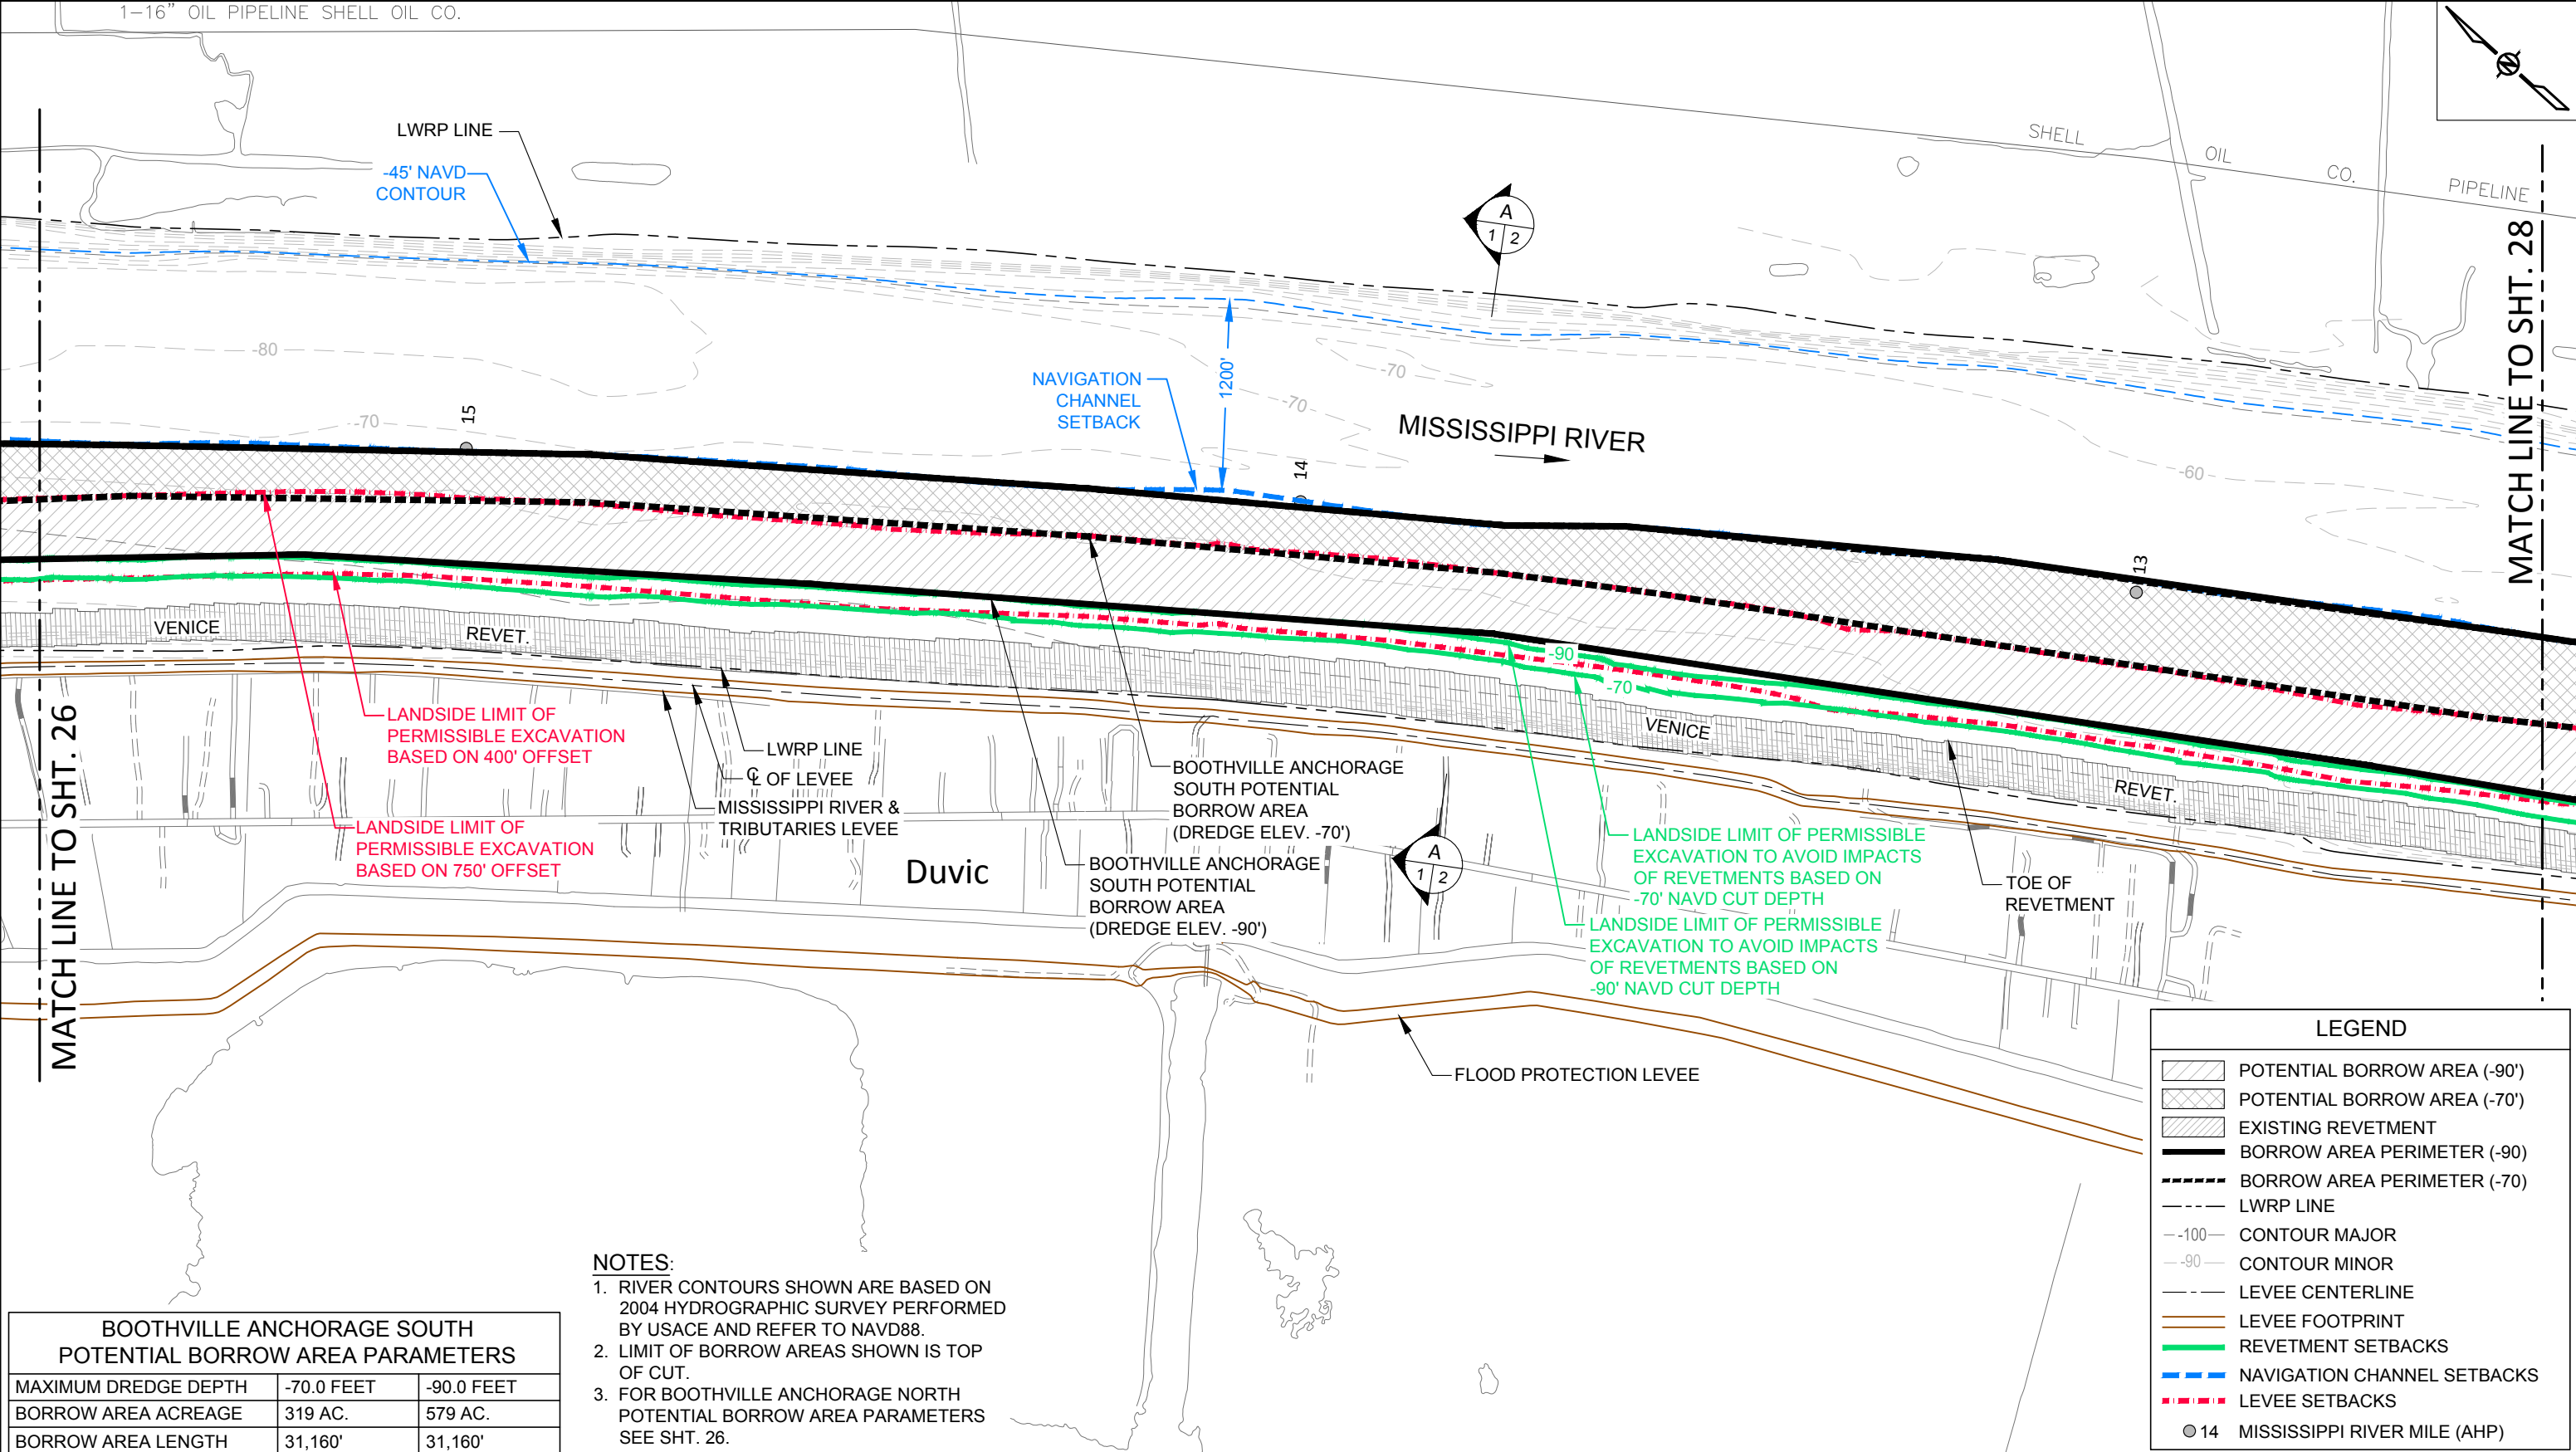 1-16" OIL PIPELINE SHELL OIL CO.
SHELL OIL CO. PIPELINE
N
LWRP LINE
-45' NAVD
CONTOUR
A
1 2
MATCH LINE TO SHT. 28
-80
-70
15
NAVIGATION
CHANNEL
SETBACK
1200'
-70
-70
14
MISSISSIPPI RIVER
-60
13
VENICE REVET.
-90
-70
VENICE REVET.
MATCH LINE TO SHT. 26
LANDSIDE LIMIT OF
PERMISSIBLE EXCAVATION
BASED ON 400' OFFSET
LANDSIDE LIMIT OF
PERMISSIBLE EXCAVATION
BASED ON 750' OFFSET
LWRP LINE
℄ OF LEVEE
MISSISSIPPI RIVER &
TRIBUTARIES LEVEE
Duvic
BOOTHVILLE ANCHORAGE
SOUTH POTENTIAL
BORROW AREA
(DREDGE ELEV. -70')
BOOTHVILLE ANCHORAGE
SOUTH POTENTIAL
BORROW AREA
(DREDGE ELEV. -90')
A
1 2
LANDSIDE LIMIT OF PERMISSIBLE
EXCAVATION TO AVOID IMPACTS
OF REVETMENTS BASED ON
-70' NAVD CUT DEPTH
LANDSIDE LIMIT OF PERMISSIBLE
EXCAVATION TO AVOID IMPACTS
OF REVETMENTS BASED ON
-90' NAVD CUT DEPTH
TOE OF
REVETMENT
FLOOD PROTECTION LEVEE
LEGEND
POTENTIAL BORROW AREA (-90')
POTENTIAL BORROW AREA (-70')
EXISTING REVETMENT
BORROW AREA PERIMETER (-90)
BORROW AREA PERIMETER (-70)
LWRP LINE
-100 CONTOUR MAJOR
-90 CONTOUR MINOR
LEVEE CENTERLINE
LEVEE FOOTPRINT
REVETMENT SETBACKS
NAVIGATION CHANNEL SETBACKS
LEVEE SETBACKS
14 MISSISSIPPI RIVER MILE (AHP)
NOTES:
1. RIVER CONTOURS SHOWN ARE BASED ON
2004 HYDROGRAPHIC SURVEY PERFORMED
BY USACE AND REFER TO NAVD88.
2. LIMIT OF BORROW AREAS SHOWN IS TOP
OF CUT.
3. FOR BOOTHVILLE ANCHORAGE NORTH
POTENTIAL BORROW AREA PARAMETERS
SEE SHT. 26.
BOOTHVILLE ANCHORAGE SOUTH
POTENTIAL BORROW AREA PARAMETERS
MAXIMUM DREDGE DEPTH -70.0 FEET -90.0 FEET
BORROW AREA ACREAGE 319 AC. 579 AC.
BORROW AREA LENGTH 31,160' 31,160'